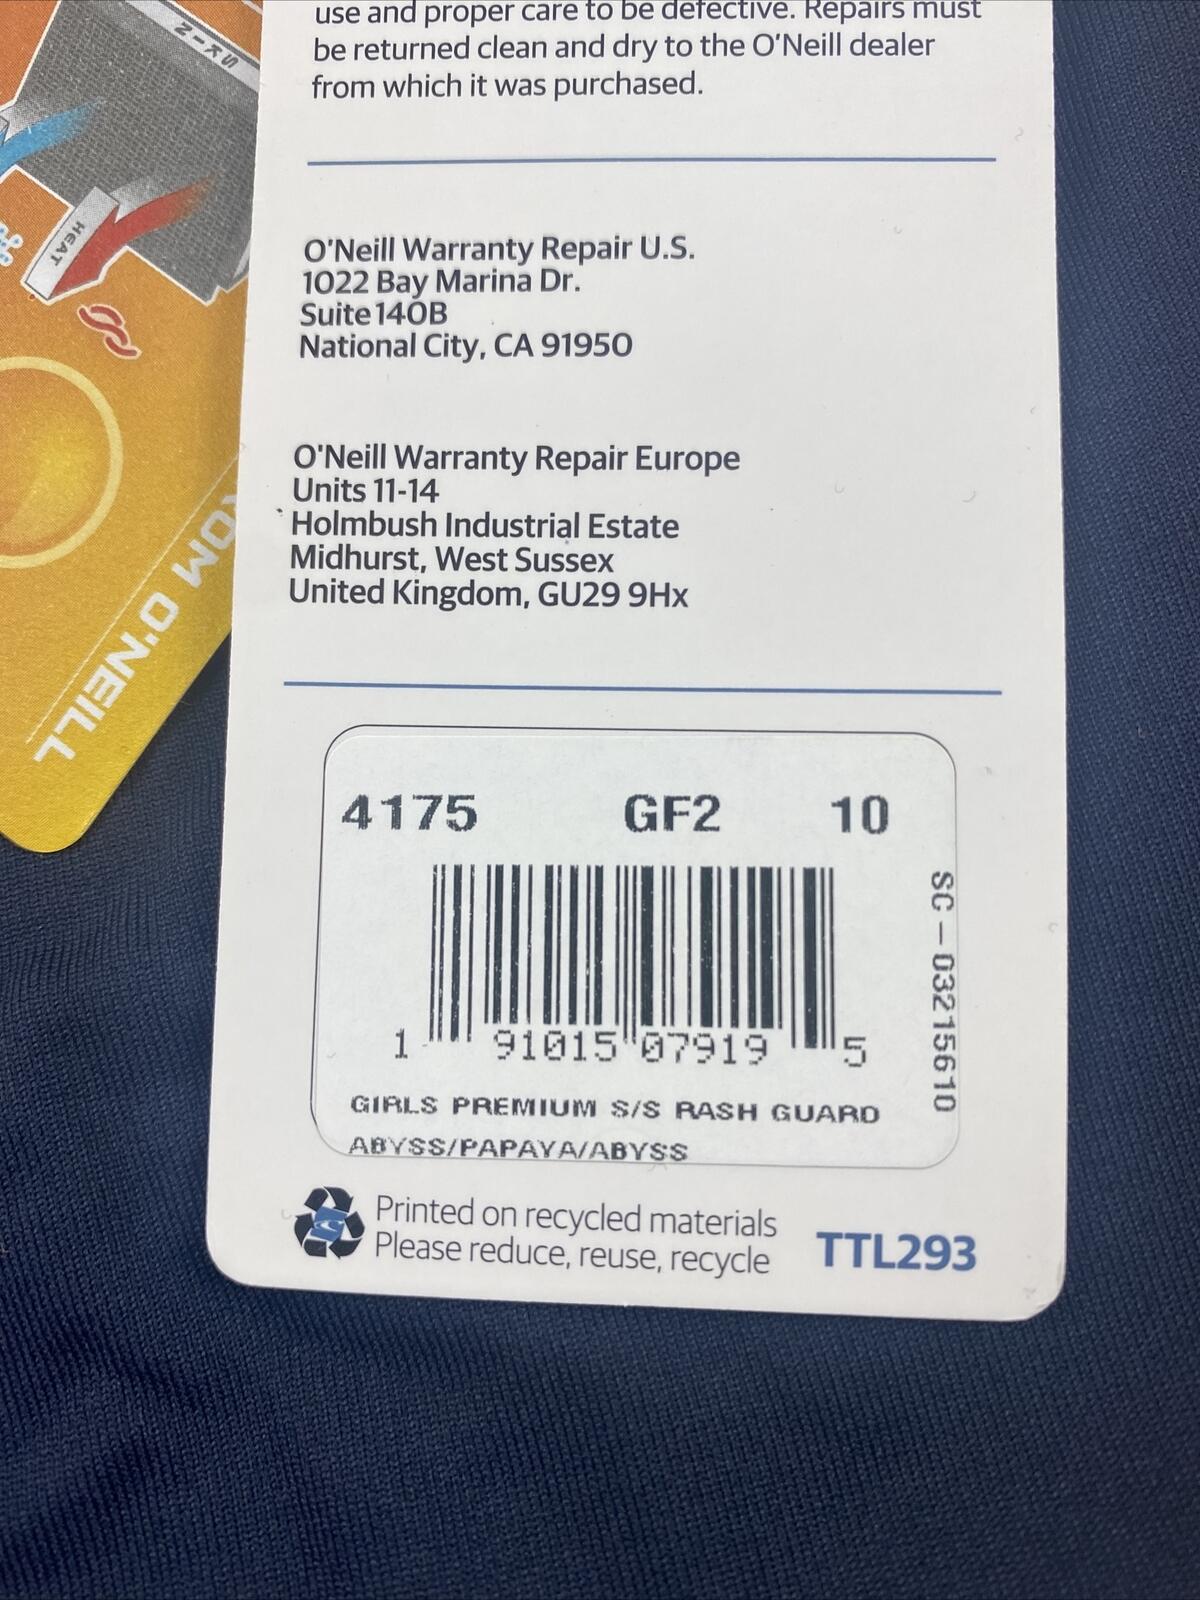 use and proper care to be defective. Repairs must
be returned clean and dry to the O'Neill dealer
from which it was purchased.
O'Neill Warranty Repair U.S.
1022 Bay Marina Dr.
Suite 140B
National City, CA 91950
O'Neill Warranty Repair Europe
Units 11-14
Holmbush Industrial Estate
Midhurst, West Sussex
United Kingdom, GU29 9Hx
4175 GF2 10
1 91015 07919 5
SC - 03215610
GIRLS PREMIUM S/S RASH GUARD
ABYSS/PAPAYA/ABYSS
Printed on recycled materials
Please reduce, reuse, recycle
TTL293
HEAT
O'NEILL